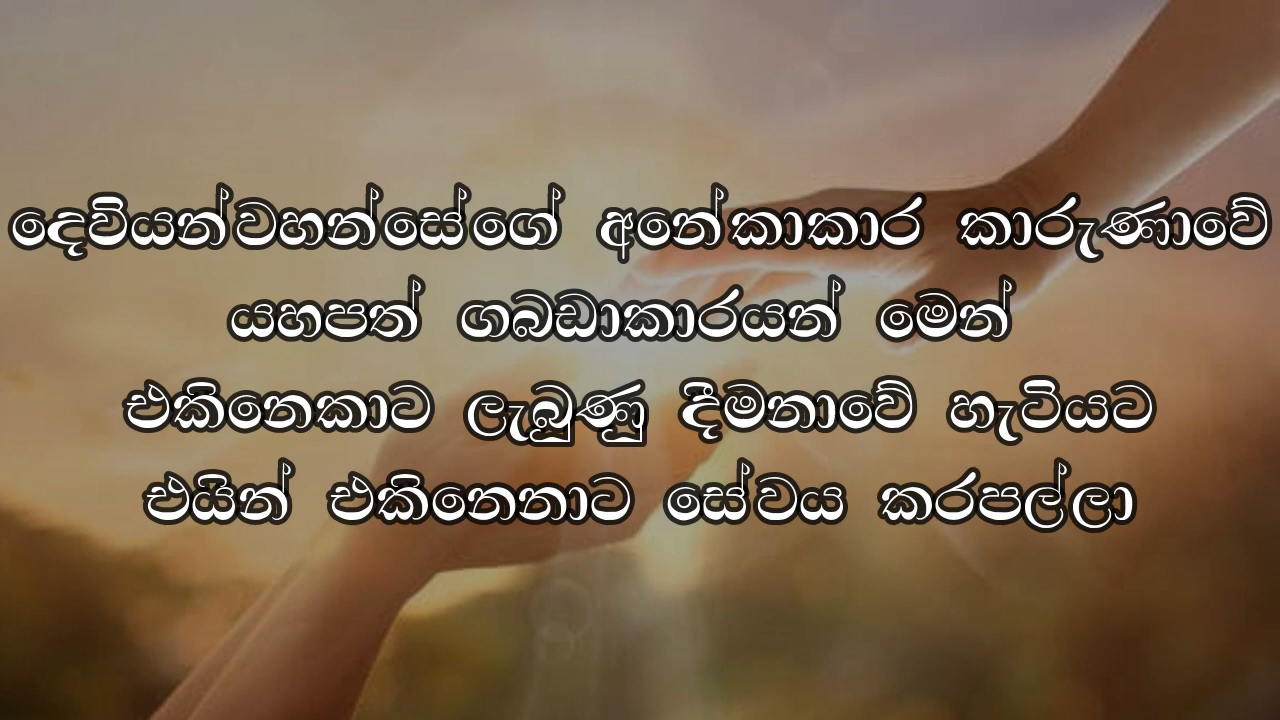 දෙවියන්වහන්සේගේ අනේකාකාර කාරුණාවේ
යහපත් ගබඩාකාරයන් මෙන්
එකිනෙකාට ලැබුණු දීමනාවේ හැටියට
එයින් එකිනෙනාට සේවය කරපල්ලා